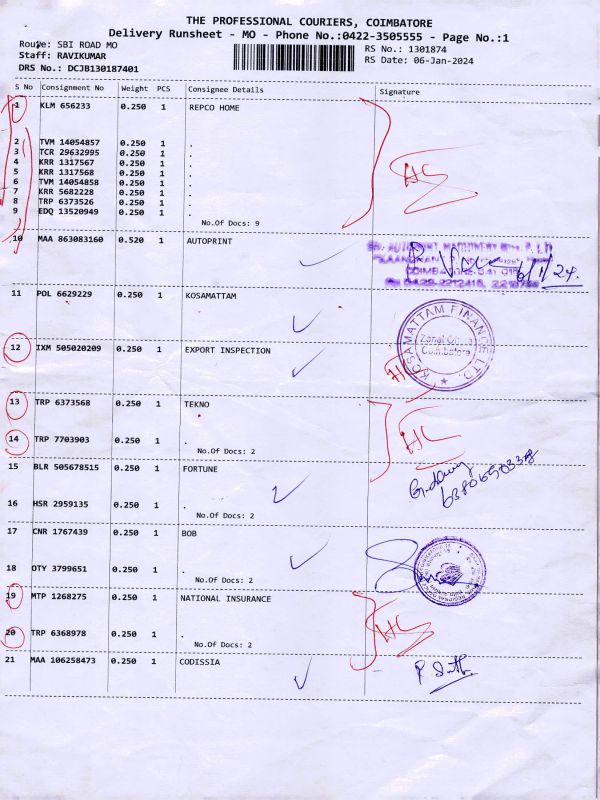 THE PROFESSIONAL COURIERS, COIMBATORE
Delivery Runsheet - MO - Phone No.:0422-3505555 - Page No.:1
Route: SBI ROAD MO
RS No.: 1301874
Staff: RAVIKUMAR
RS Date: 06-Jan-2024
DRS No.: DCJB130187401
S No Consignment No Weight PCS Consignee Details Signature
1 KLM 656233 0.250 1 REPCO HOME
2 TVM 14054857 0.250 1 .
3 TCR 29632995 0.250 1 .
4 KRR 1317567 0.250 1 .
5 KRR 1317568 0.250 1 .
6 TVM 14054858 0.250 1 .
7 KRR 5682228 0.250 1 .
8 TRP 6373526 0.250 1 .
9 EDQ 13520949 0.250 1 .
No.Of Docs: 9
HC
10 MAA 863083160 0.520 1 AUTOPRINT
6/1/24
11 POL 6629229 0.250 1 KOSAMATTAM
KOSAMATTAM FINANCE LTD.
Zonal Office
Coimbatore
12 IXM 505020209 0.250 1 EXPORT INSPECTION
HC
13 TRP 6373568 0.250 1 TEKNO
14 TRP 7703903 0.250 1 .
No.Of Docs: 2
HC
15 BLR 505678515 0.250 1 FORTUNE
16 HSR 2959135 0.250 1 .
No.Of Docs: 2
17 CNR 1767439 0.250 1 BOB
18 OTY 3799651 0.250 1 .
No.Of Docs: 2
19 MTP 1268275 0.250 1 NATIONAL INSURANCE
20 TRP 6368978 0.250 1 .
No.Of Docs: 2
HC
21 MAA 106258473 0.250 1 CODISSIA